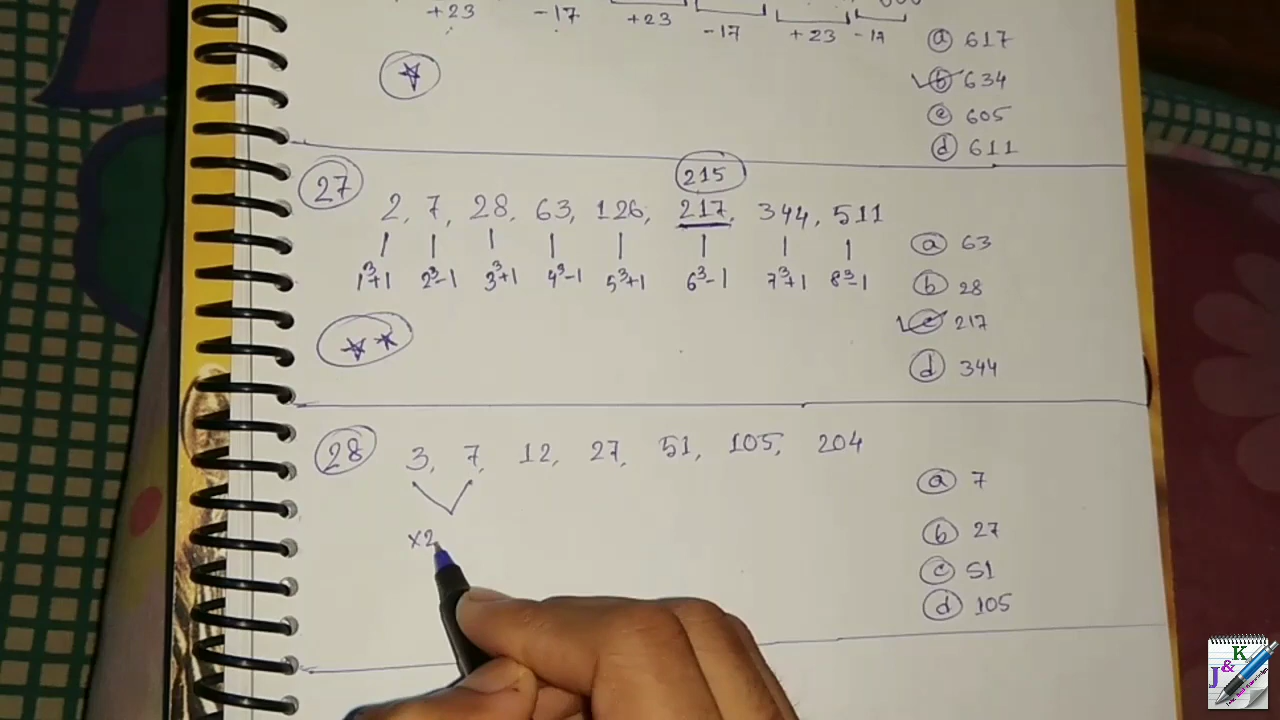 +23 -17 +23 -17 +23 -17
a 617
b 634
c 605
d 611
27
215
2, 7, 28, 63, 126, 217, 344, 511
1³+1 2³-1 3³+1 4³-1 5³+1 6³-1 7³+1 8³-1
a 63
b 28
c 217
d 344
28 3, 7, 12, 27, 51, 105, 204
×2
a 7
b 27
c 51
d 105
J&K